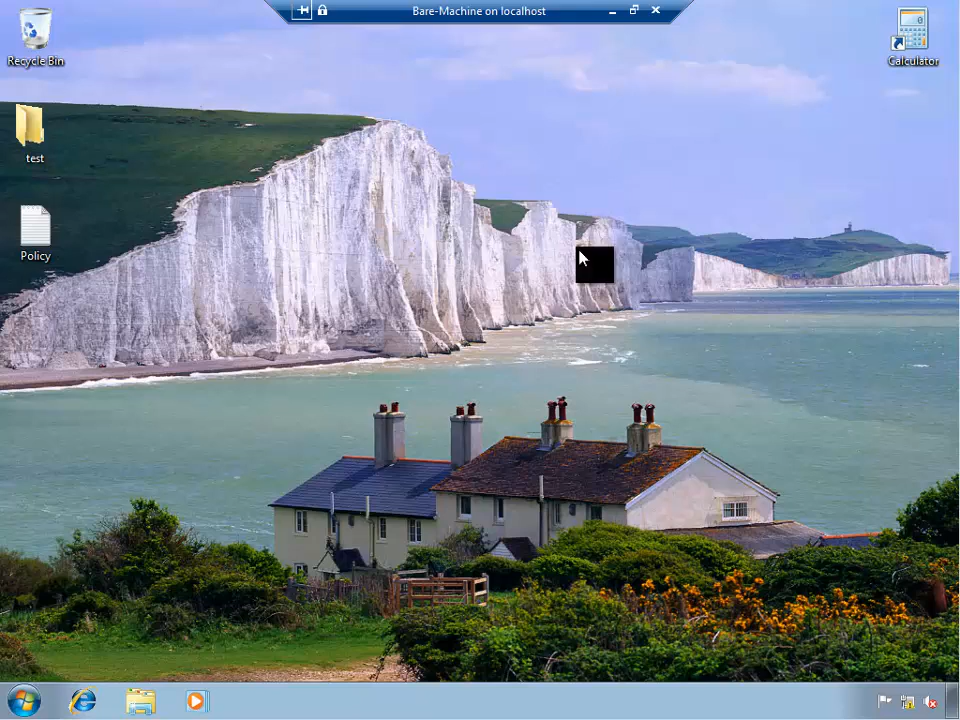 Bare-Machine on localhost
Recycle Bin
Calculator
test
Policy